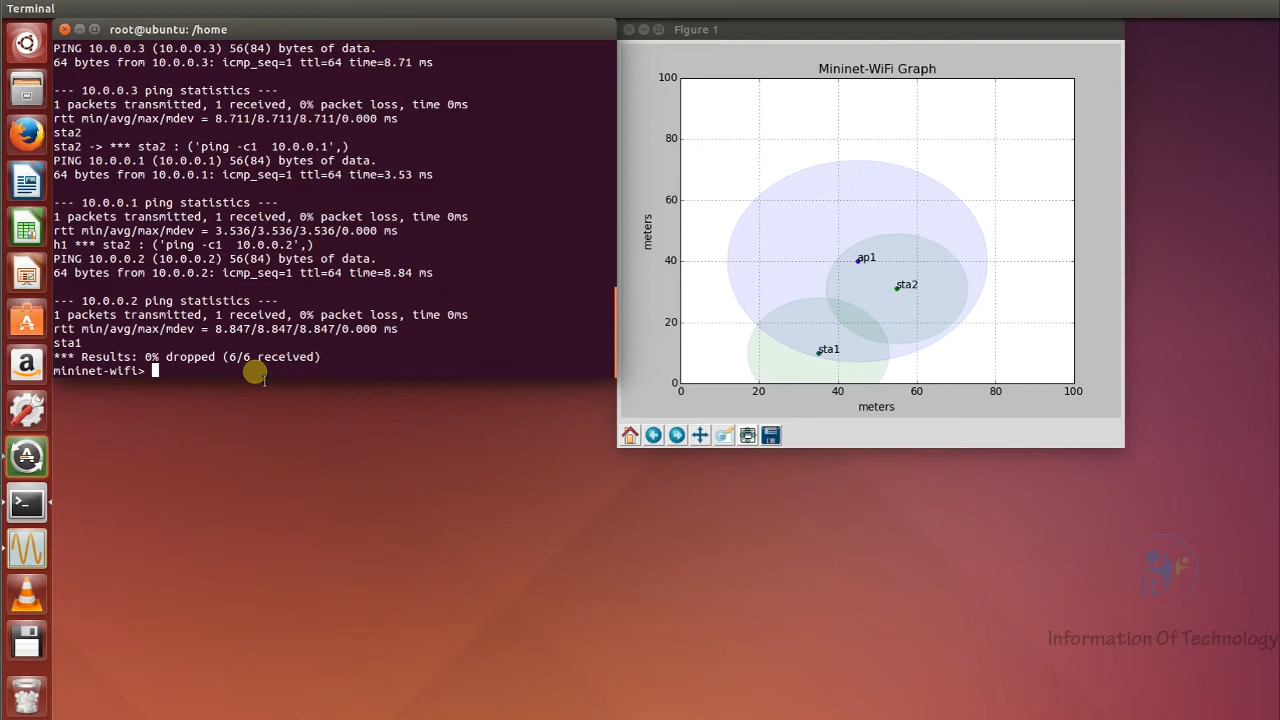 Terminal
root@ubuntu: /home
PING 10.0.0.3 (10.0.0.3) 56(84) bytes of data.
64 bytes from 10.0.0.3: icmp_seq=1 ttl=64 time=8.71 ms
--- 10.0.0.3 ping statistics ---
1 packets transmitted, 1 received, 0% packet loss, time 0ms
rtt min/avg/max/mdev = 8.711/8.711/8.711/0.000 ms
sta2
sta2 -> *** sta2 : ('ping -c1  10.0.0.1',)
PING 10.0.0.1 (10.0.0.1) 56(84) bytes of data.
64 bytes from 10.0.0.1: icmp_seq=1 ttl=64 time=3.53 ms
--- 10.0.0.1 ping statistics ---
1 packets transmitted, 1 received, 0% packet loss, time 0ms
rtt min/avg/max/mdev = 3.536/3.536/3.536/0.000 ms
h1 *** sta2 : ('ping -c1  10.0.0.2',)
PING 10.0.0.2 (10.0.0.2) 56(84) bytes of data.
64 bytes from 10.0.0.2: icmp_seq=1 ttl=64 time=8.84 ms
--- 10.0.0.2 ping statistics ---
1 packets transmitted, 1 received, 0% packet loss, time 0ms
rtt min/avg/max/mdev = 8.847/8.847/8.847/0.000 ms
sta1
*** Results: 0% dropped (6/6 received)
mininet-wifi>
Figure 1
Mininet-WiFi Graph
100
80
60
40
20
0
meters
ap1
sta2
sta1
0
20
40
60
80
100
meters
Information Of Technology